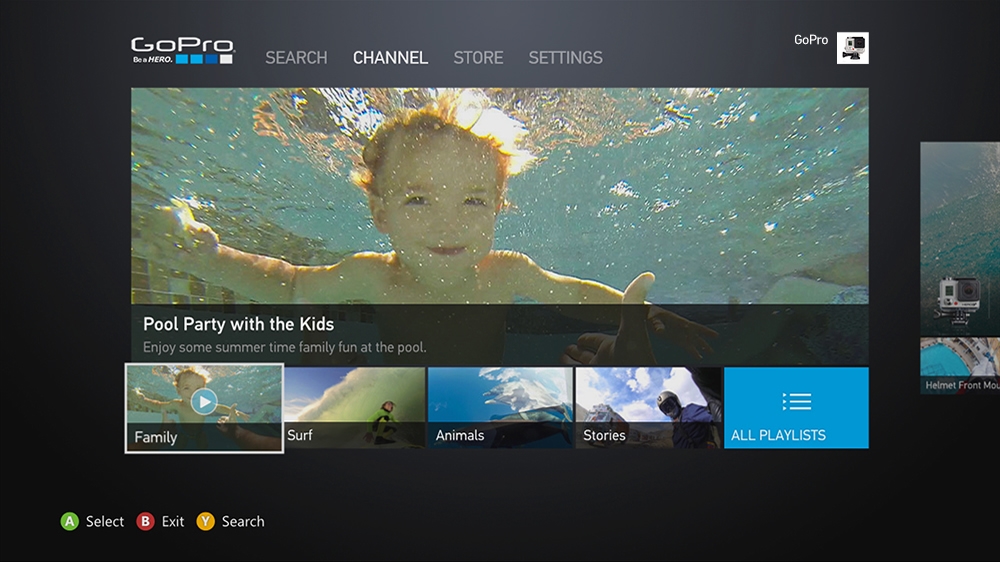 GoPro
Be a HERO.
SEARCH
CHANNEL
STORE
SETTINGS
GoPro
Pool Party with the Kids
Enjoy some summer time family fun at the pool.
Family
Surf
Animals
Stories
ALL PLAYLISTS
Helmet Front Mou
A Select
B Exit
Y Search